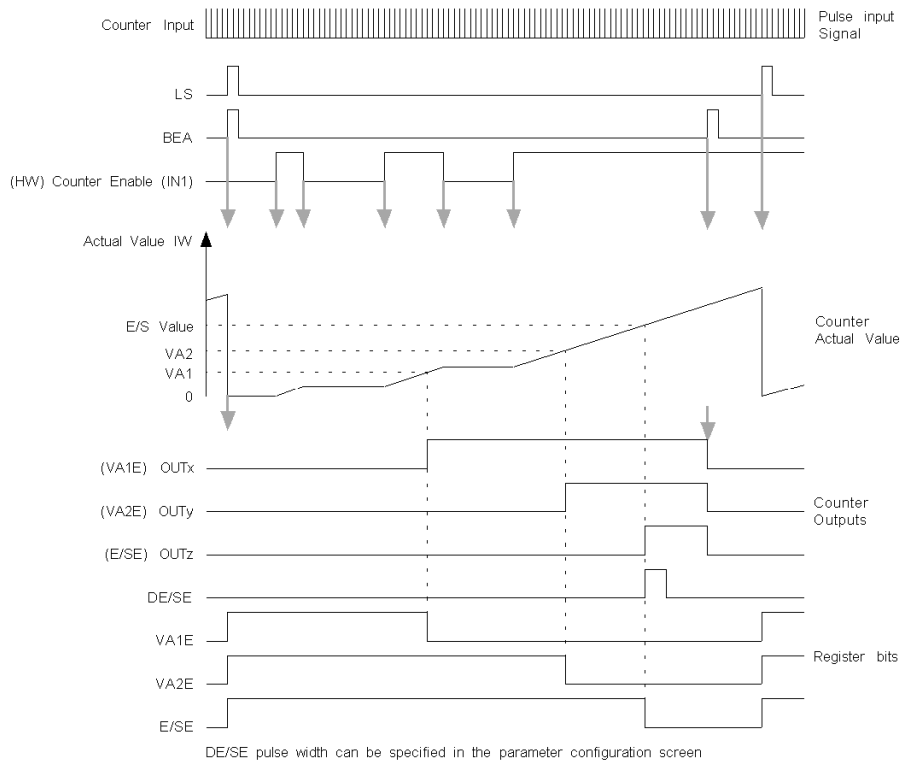 Counter Input
Pulse input
Signal
LS
BEA
(HW) Counter Enable (IN1)
Actual Value IW
E/S Value
Counter
Actual Value
VA2
VA1
0
(VA1E) OUTx
(VA2E) OUTy
Counter
Outputs
(E/SE) OUTz
DE/SE
VA1E
Register bits
VA2E
E/SE
DE/SE pulse width can be specified in the parameter configuration screen